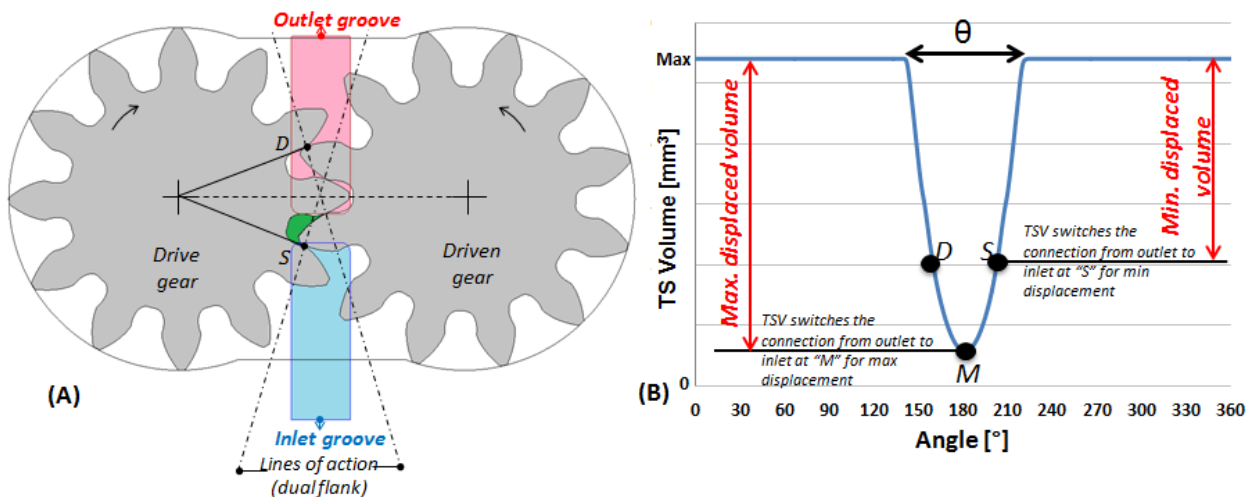 Outlet groove
D
S
Drive
gear
Driven
gear
(A)
Inlet groove
Lines of action
(dual flank)
TS Volume [mm³]
Max
0
θ
Max. displaced volume
Min. displaced
volume
D
S
TSV switches the
connection from outlet to
inlet at "S" for min
displacement
TSV switches the
connection from outlet to
inlet at "M" for max
displacement
M
(B)
0 30 60 90 120 150 180 210 240 270 300 330 360
Angle [°]